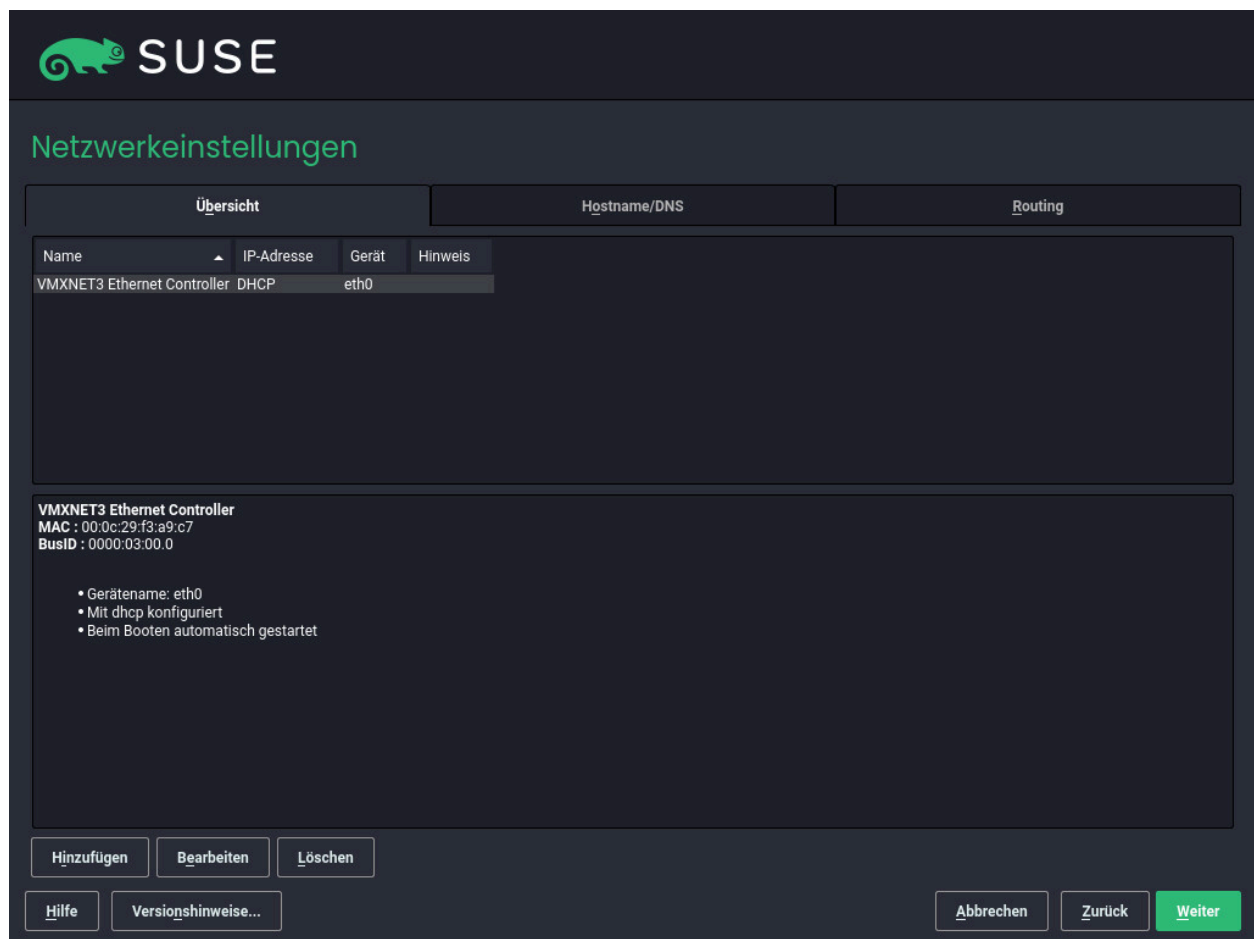 SUSE
Netzwerkeinstellungen
Übersicht Hostname/DNS Routing
Name IP-Adresse Gerät Hinweis
VMXNET3 Ethernet Controller DHCP eth0
VMXNET3 Ethernet Controller
MAC : 00:0c:29:f3:a9:c7
BusID : 0000:03:00.0
• Gerätename: eth0
• Mit dhcp konfiguriert
• Beim Booten automatisch gestartet
Hinzufügen Bearbeiten Löschen
Hilfe Versionshinweise... Abbrechen Zurück Weiter